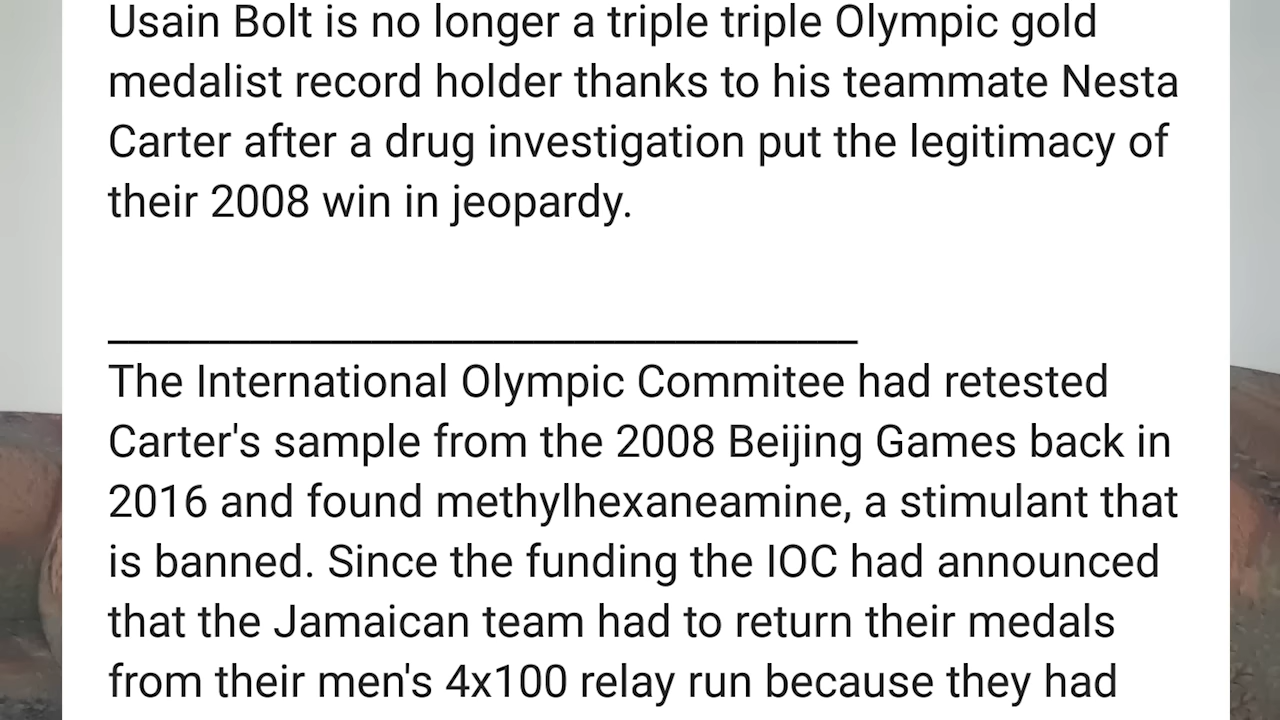 Usain Bolt is no longer a triple triple Olympic gold
medalist record holder thanks to his teammate Nesta
Carter after a drug investigation put the legitimacy of
their 2008 win in jeopardy.
___________________________________
The International Olympic Commitee had retested
Carter's sample from the 2008 Beijing Games back in
2016 and found methylhexaneamine, a stimulant that
is banned. Since the funding the IOC had announced
that the Jamaican team had to return their medals
from their men's 4x100 relay run because they had